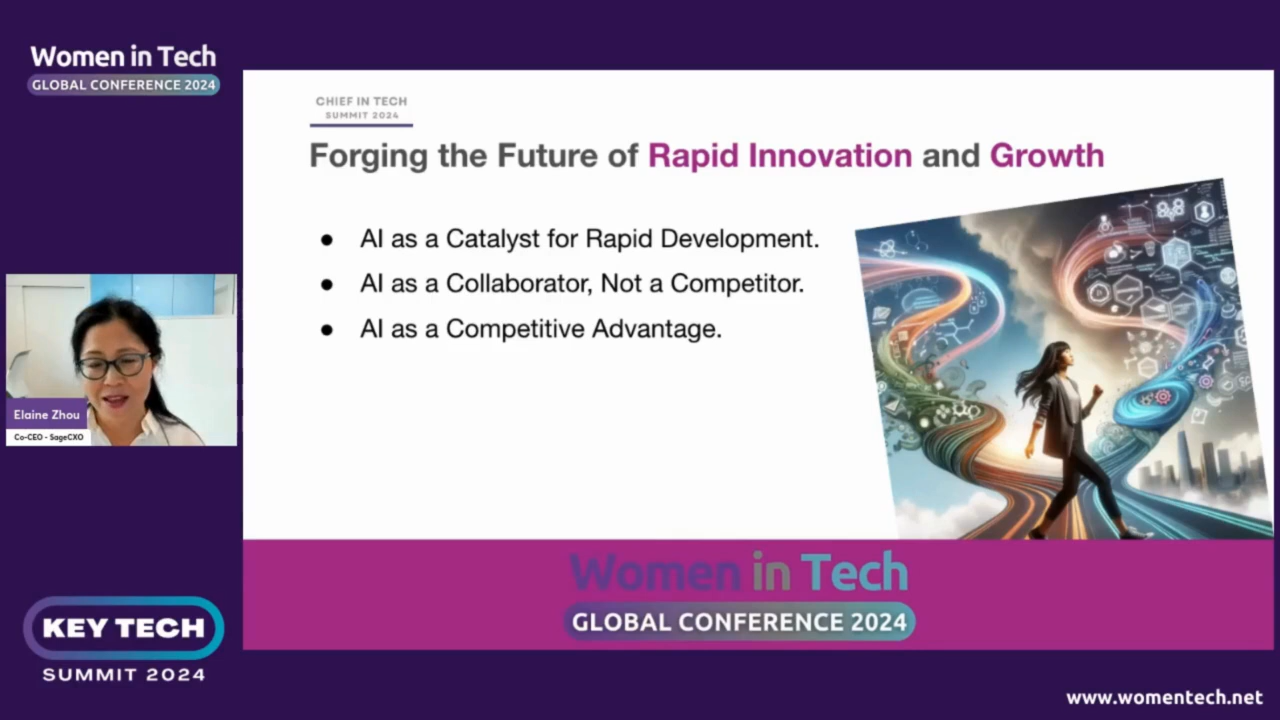 Women in Tech
GLOBAL CONFERENCE 2024
CHIEF IN TECH
SUMMIT 2024
Forging the Future of Rapid Innovation and Growth
● AI as a Catalyst for Rapid Development.
● AI as a Collaborator, Not a Competitor.
● AI as a Competitive Advantage.
Elaine Zhou
Co-CEO - SageCXO
Women in Tech
GLOBAL CONFERENCE 2024
KEY TECH
SUMMIT 2024
www.womentech.net